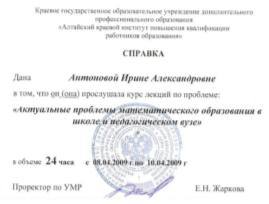 Краевое государственное образовательное учреждение дополнительного
профессионального образования
«Алтайский краевой институт повышения квалификации
работников образования»
СПРАВКА
Дана Антоновой Ирине Александровне
в том, что он (она) прослушала курс лекций по проблеме:
«Актуальные проблемы математического образования в
школе и педагогическом вузе»
в объеме 24 часа с 08.04.2009 г по 10.04.2009 г
Проректор по УМР Е.Н. Жаркова